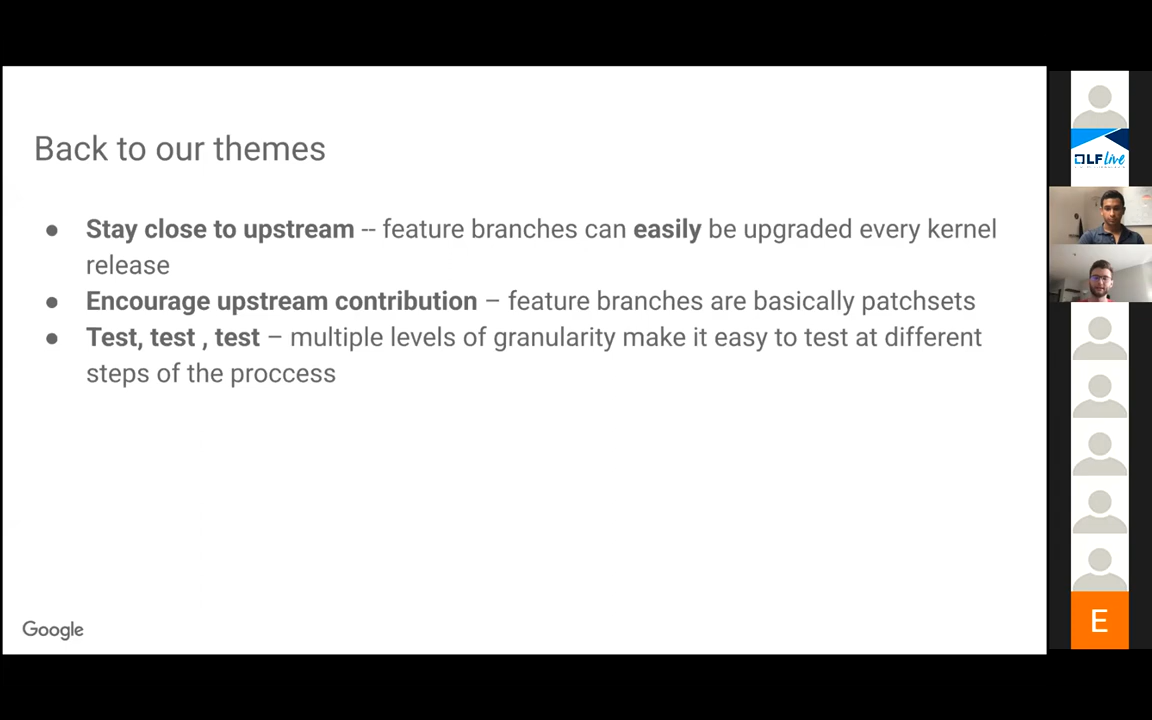 Back to our themes
● Stay close to upstream -- feature branches can easily be upgraded every kernel
release
● Encourage upstream contribution – feature branches are basically patchsets
● Test, test , test – multiple levels of granularity make it easy to test at different
steps of the proccess
Google
LF Live
E